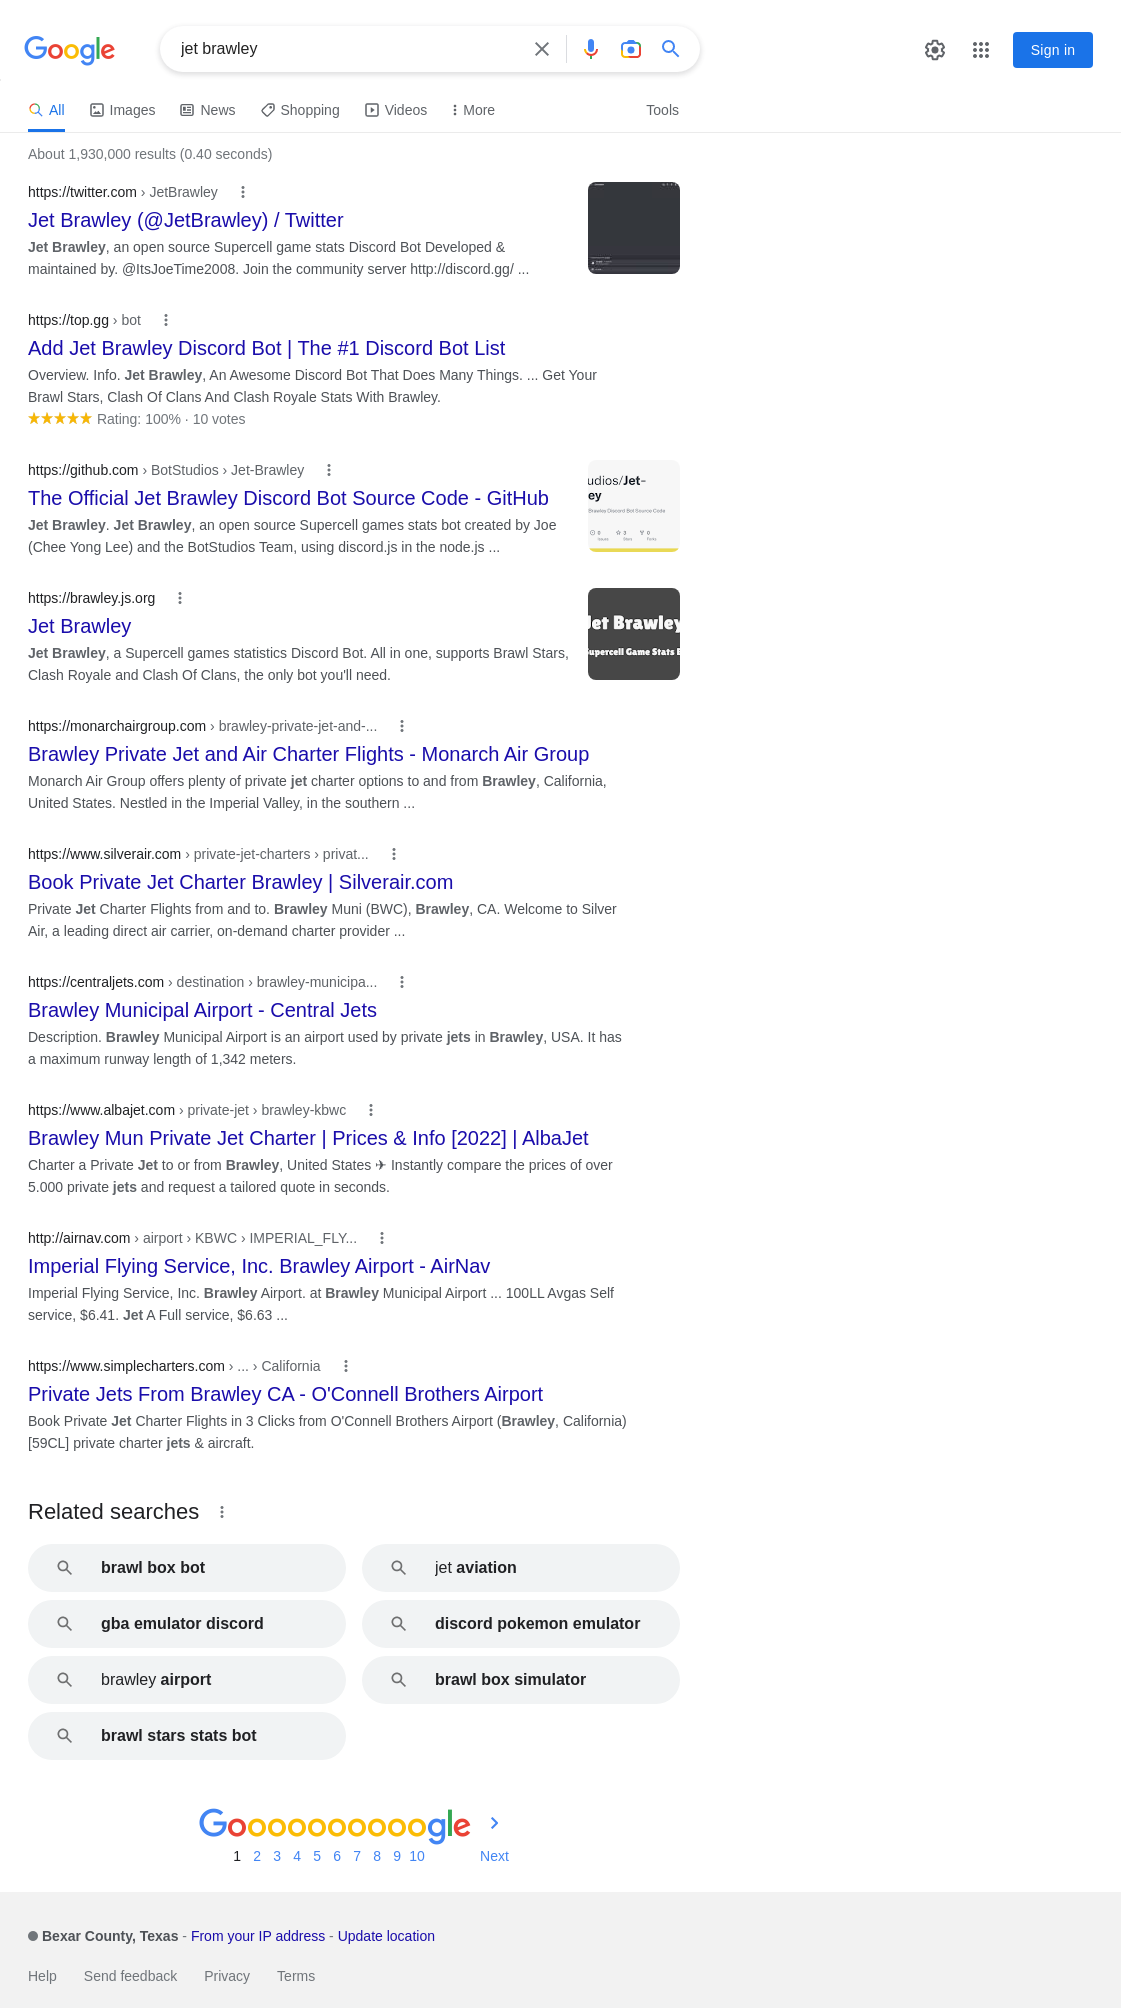 Google
jet brawley
Sign in
All
Images
News
Shopping
Videos
More
Tools
About 1,930,000 results (0.40 seconds)
https://twitter.com › JetBrawley
Jet Brawley (@JetBrawley) / Twitter
Jet Brawley, an open source Supercell game stats Discord Bot Developed &
maintained by. @ItsJoeTime2008. Join the community server http://discord.gg/ ...
https://top.gg › bot
Add Jet Brawley Discord Bot | The #1 Discord Bot List
Overview. Info. Jet Brawley, An Awesome Discord Bot That Does Many Things. ... Get Your
Brawl Stars, Clash Of Clans And Clash Royale Stats With Brawley.
Rating: 100% · 10 votes
https://github.com › BotStudios › Jet-Brawley
The Official Jet Brawley Discord Bot Source Code - GitHub
Jet Brawley. Jet Brawley, an open source Supercell games stats bot created by Joe
(Chee Yong Lee) and the BotStudios Team, using discord.js in the node.js ...
udios/Jet-
ey
Brawley Discord Bot Source Code
https://brawley.js.org
Jet Brawley
Jet Brawley, a Supercell games statistics Discord Bot. All in one, supports Brawl Stars,
Clash Royale and Clash Of Clans, the only bot you'll need.
Jet Brawley
Supercell Game Stats B
https://monarchairgroup.com › brawley-private-jet-and-...
Brawley Private Jet and Air Charter Flights - Monarch Air Group
Monarch Air Group offers plenty of private jet charter options to and from Brawley, California,
United States. Nestled in the Imperial Valley, in the southern ...
https://www.silverair.com › private-jet-charters › privat...
Book Private Jet Charter Brawley | Silverair.com
Private Jet Charter Flights from and to. Brawley Muni (BWC), Brawley, CA. Welcome to Silver
Air, a leading direct air carrier, on-demand charter provider ...
https://centraljets.com › destination › brawley-municipa...
Brawley Municipal Airport - Central Jets
Description. Brawley Municipal Airport is an airport used by private jets in Brawley, USA. It has
a maximum runway length of 1,342 meters.
https://www.albajet.com › private-jet › brawley-kbwc
Brawley Mun Private Jet Charter | Prices & Info [2022] | AlbaJet
Charter a Private Jet to or from Brawley, United States ✈ Instantly compare the prices of over
5.000 private jets and request a tailored quote in seconds.
http://airnav.com › airport › KBWC › IMPERIAL_FLY...
Imperial Flying Service, Inc. Brawley Airport - AirNav
Imperial Flying Service, Inc. Brawley Airport. at Brawley Municipal Airport ... 100LL Avgas Self
service, $6.41. Jet A Full service, $6.63 ...
https://www.simplecharters.com › ... › California
Private Jets From Brawley CA - O'Connell Brothers Airport
Book Private Jet Charter Flights in 3 Clicks from O'Connell Brothers Airport (Brawley, California)
[59CL] private charter jets & aircraft.
Related searches
brawl box bot
jet aviation
gba emulator discord
discord pokemon emulator
brawley airport
brawl box simulator
brawl stars stats bot
Goooooooooogle
1 2 3 4 5 6 7 8 9 10 Next
Bexar County, Texas - From your IP address - Update location
Help Send feedback Privacy Terms